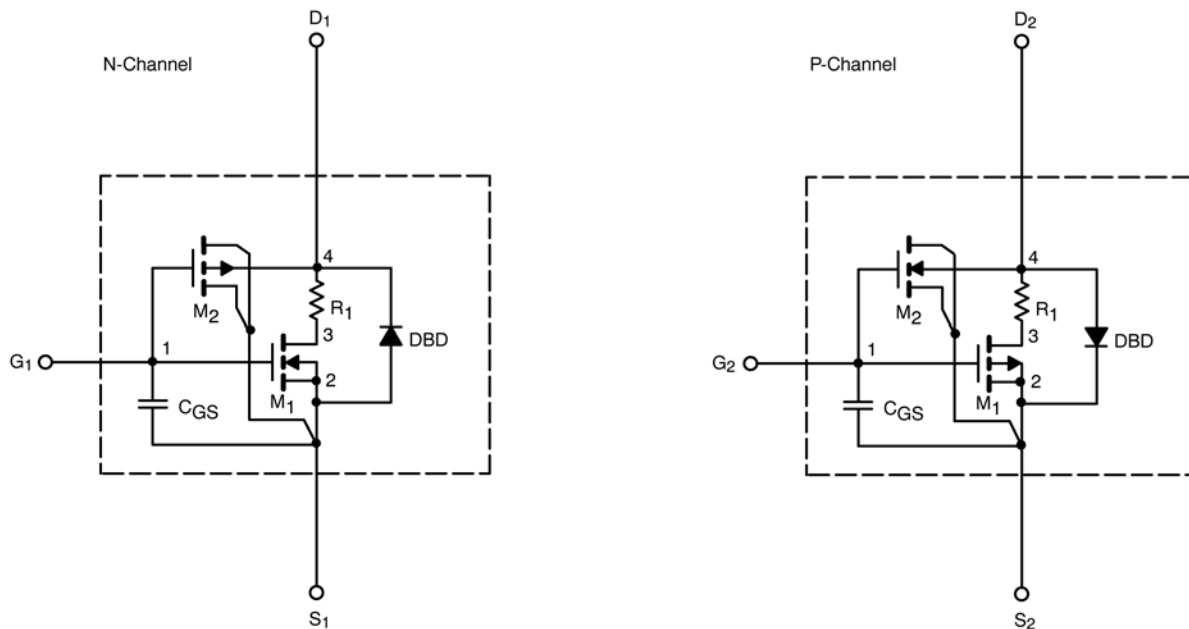 D1
N-Channel
4
R1
M2
3
DBD
G1
1
2
M1
CGS
S1
D2
P-Channel
4
R1
M2
3
DBD
G2
1
2
M1
CGS
S2